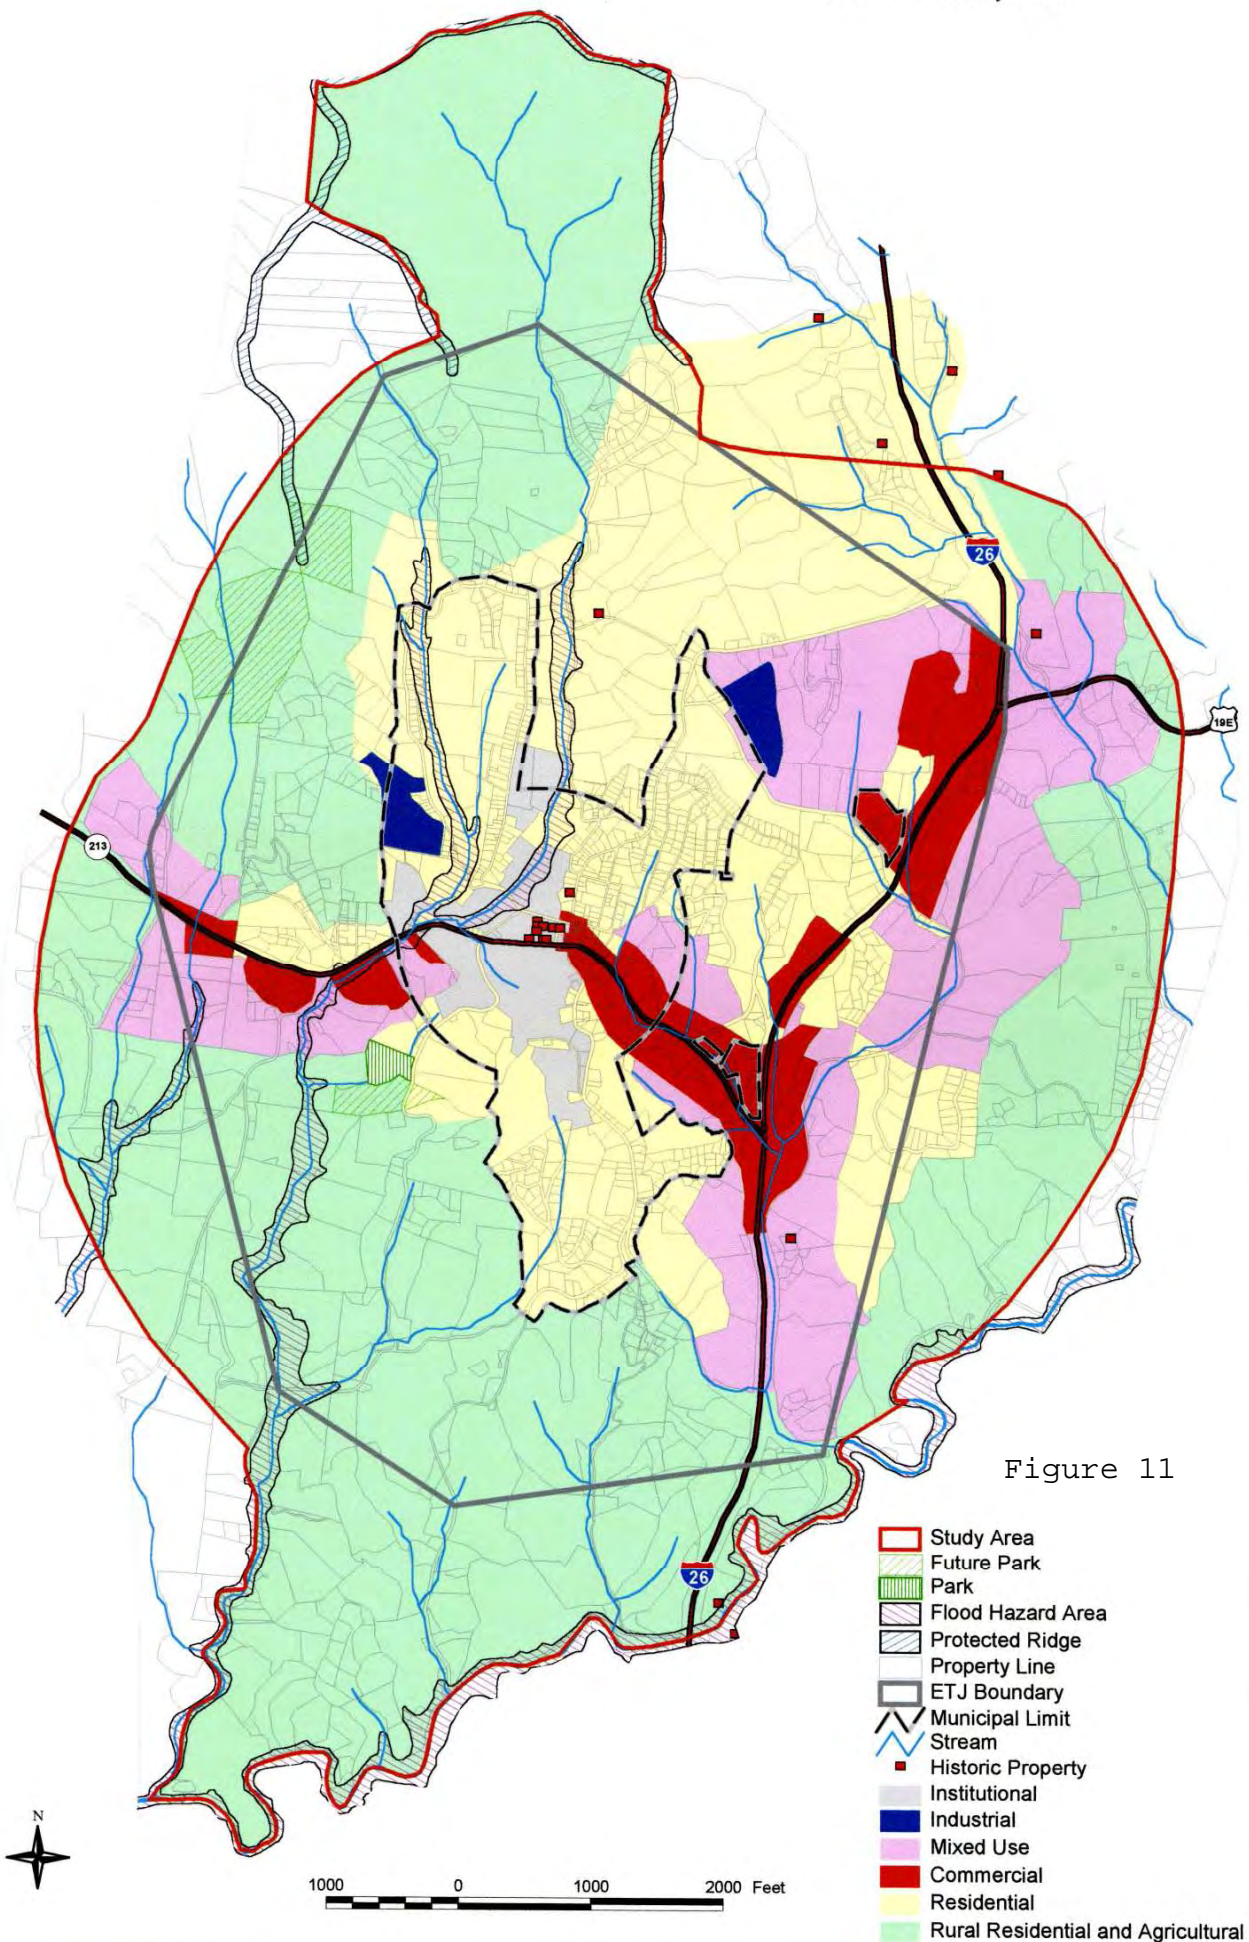 26
19E
213
Figure 11
Study Area
Future Park
Park
Flood Hazard Area
Protected Ridge
Property Line
ETJ Boundary
Municipal Limit
Stream
Historic Property
Institutional
Industrial
Mixed Use
Commercial
Residential
Rural Residential and Agricultural
26
N
1000 0 1000 2000 Feet